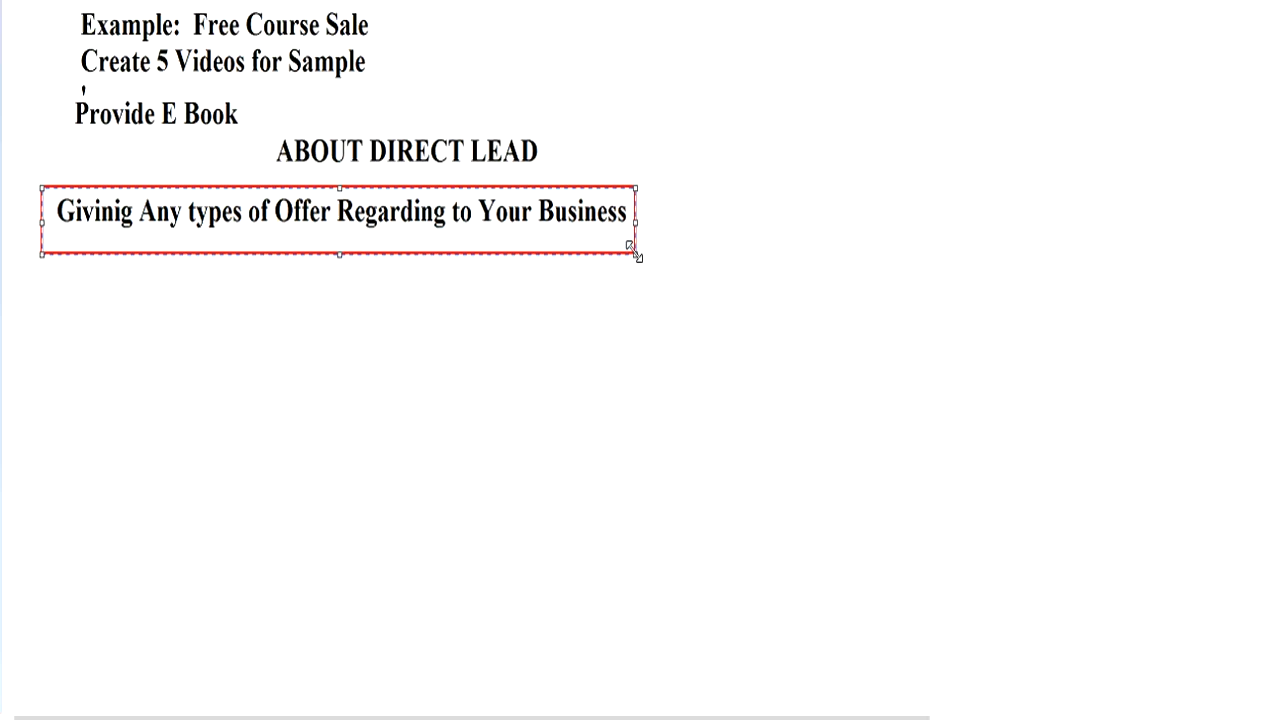 Example:  Free Course Sale
Create 5 Videos for Sample
,
Provide E Book
ABOUT DIRECT LEAD
Givinig Any types of Offer Regarding to Your Business